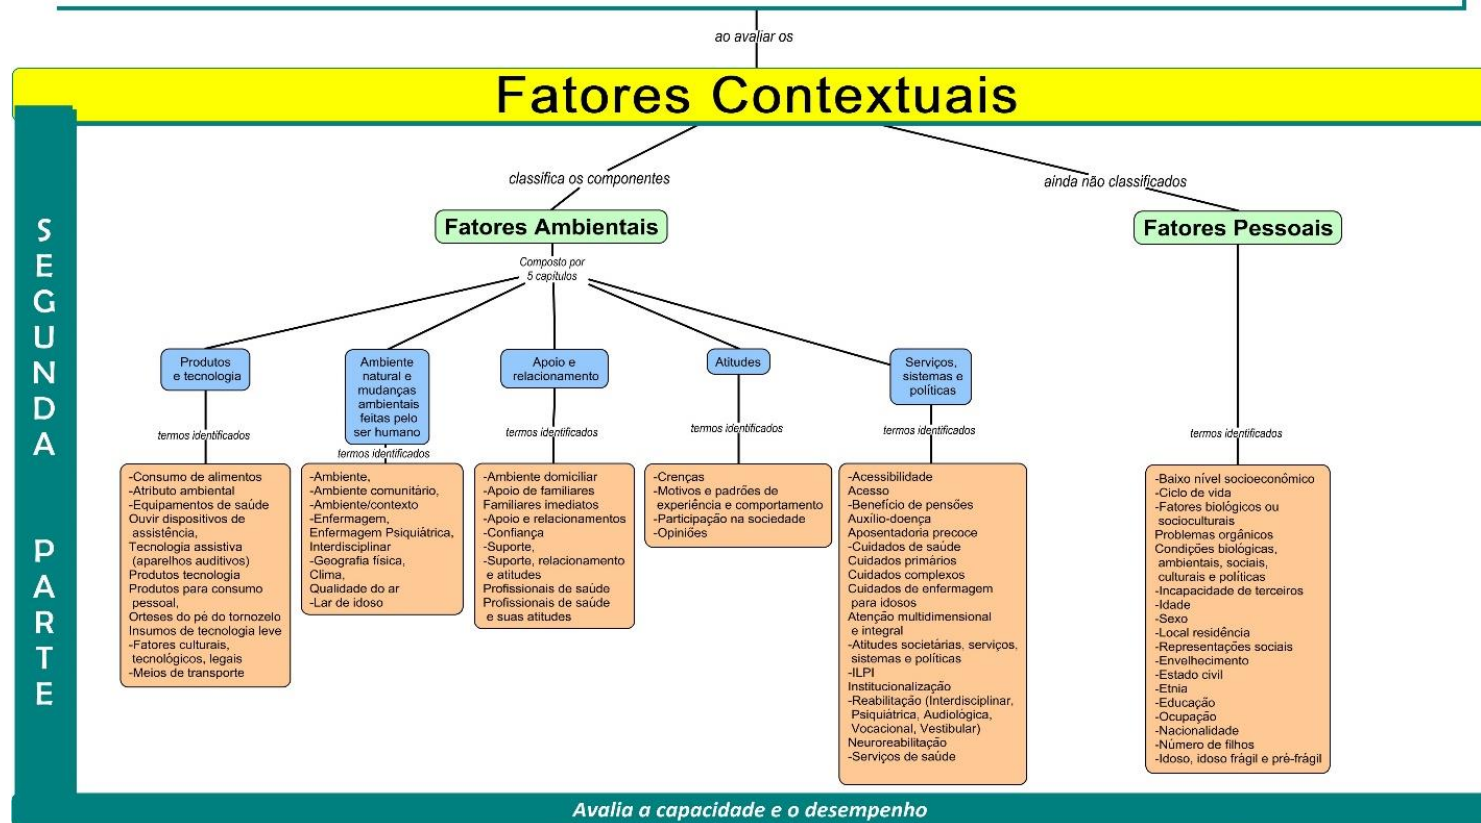 ao avaliar os
Fatores Contextuais
SEGUNDA PARTE
classifica os componentes
ainda não classificados
Fatores Ambientais
Fatores Pessoais
Composto por
5 capítulos
Produtos
e tecnologia
Ambiente
natural e
mudanças
ambientais
feitas pelo
ser humano
Apoio e
relacionamento
Atitudes
Serviços,
sistemas e
políticas
termos identificados
termos identificados
termos identificados
termos identificados
termos identificados
termos identificados
-Consumo de alimentos
-Atributo ambiental
-Equipamentos de saúde
Ouvir dispositivos de
assistência,
Tecnologia assistiva
(aparelhos auditivos)
Produtos tecnologia
Produtos para consumo
pessoal,
Orteses do pé do tornozelo
Insumos de tecnologia leve
-Fatores culturais,
tecnológicos, legais
-Meios de transporte
-Ambiente,
-Ambiente comunitário,
-Ambiente/contexto
-Enfermagem,
Enfermagem Psiquiátrica,
Interdisciplinar
-Geografia física,
Clima,
Qualidade do ar
-Lar de idoso
-Ambiente domiciliar
-Apoio de familiares
Familiares imediatos
-Apoio e relacionamentos
-Confiança
-Suporte,
-Suporte, relacionamento
e atitudes
Profissionais de saúde
Profissionais de saúde
e suas atitudes
-Crenças
-Motivos e padrões de
experiência e comportamento
-Participação na sociedade
-Opiniões
-Acessibilidade
Acesso
-Benefício de pensões
Auxílio-doença
Aposentadoria precoce
-Cuidados de saúde
Cuidados primários
Cuidados complexos
Cuidados de enfermagem
para idosos
Atenção multidimensional
e integral
-Atitudes societárias, serviços,
sistemas e políticas
-ILPI
Institucionalização
-Reabilitação (Interdisciplinar,
Psiquiátrica, Audiológica,
Vocacional, Vestibular)
Neuroreabilitação
-Serviços de saúde
-Baixo nível socioeconômico
-Ciclo de vida
-Fatores biológicos ou
socioculturais
Problemas orgânicos
Condições biológicas,
ambientais, sociais,
culturais e políticas
-Incapacidade de terceiros
-Idade
-Sexo
-Local residência
-Representações sociais
-Envelhecimento
-Estado civil
-Etnia
-Educação
-Ocupação
-Nacionalidade
-Número de filhos
-Idoso, idoso frágil e pré-frágil
Avalia a capacidade e o desempenho